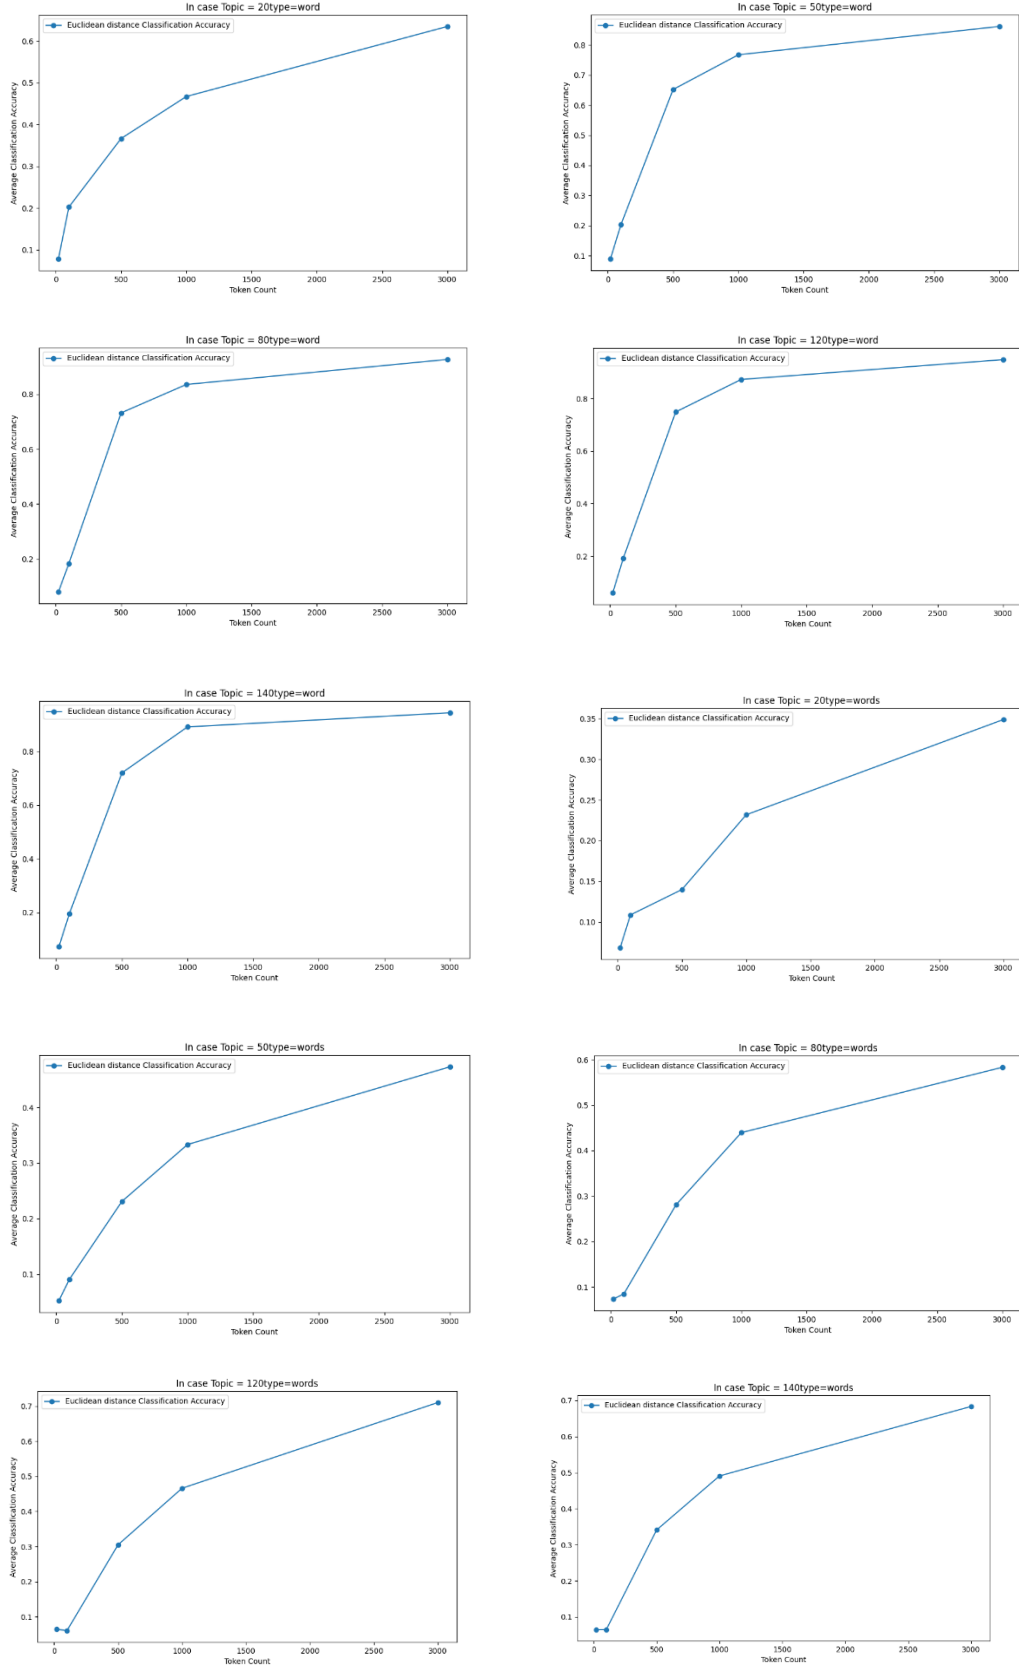 In case Topic = 20type=word
Euclidean distance Classification Accuracy
Average Classification Accuracy
0.6
0.5
0.4
0.3
0.2
0.1
0 500 1000 1500 2000 2500 3000
Token Count
In case Topic = 50type=word
Euclidean distance Classification Accuracy
Average Classification Accuracy
0.8
0.7
0.6
0.5
0.4
0.3
0.2
0.1
0 500 1000 1500 2000 2500 3000
Token Count
In case Topic = 80type=word
Euclidean distance Classification Accuracy
Average Classification Accuracy
0.8
0.6
0.4
0.2
0 500 1000 1500 2000 2500 3000
Token Count
In case Topic = 120type=word
Euclidean distance Classification Accuracy
Average Classification Accuracy
0.8
0.6
0.4
0.2
0 500 1000 1500 2000 2500 3000
Token Count
In case Topic = 140type=word
Euclidean distance Classification Accuracy
Average Classification Accuracy
0.8
0.6
0.4
0.2
0 500 1000 1500 2000 2500 3000
Token Count
In case Topic = 20type=words
Euclidean distance Classification Accuracy
Average Classification Accuracy
0.35
0.30
0.25
0.20
0.15
0.10
0 500 1000 1500 2000 2500 3000
Token Count
In case Topic = 50type=words
Euclidean distance Classification Accuracy
Average Classification Accuracy
0.4
0.3
0.2
0.1
0 500 1000 1500 2000 2500 3000
Token Count
In case Topic = 80type=words
Euclidean distance Classification Accuracy
Average Classification Accuracy
0.6
0.5
0.4
0.3
0.2
0.1
0 500 1000 1500 2000 2500 3000
Token Count
In case Topic = 120type=words
Euclidean distance Classification Accuracy
Average Classification Accuracy
0.7
0.6
0.5
0.4
0.3
0.2
0.1
0 500 1000 1500 2000 2500 3000
Token Count
In case Topic = 140type=words
Euclidean distance Classification Accuracy
Average Classification Accuracy
0.7
0.6
0.5
0.4
0.3
0.2
0.1
0 500 1000 1500 2000 2500 3000
Token Count